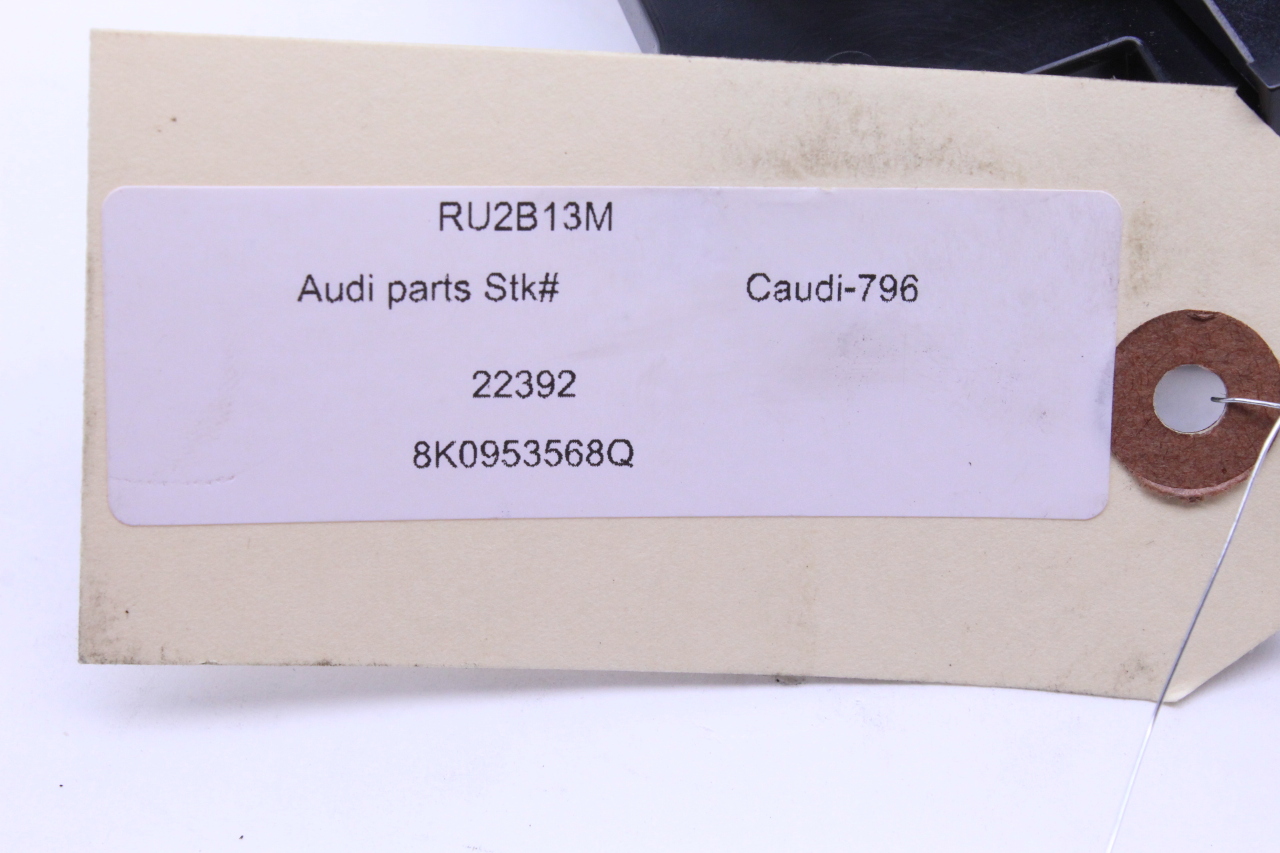 RU2B13M
Audi parts Stk# Caudi-796
22392
8K0953568Q